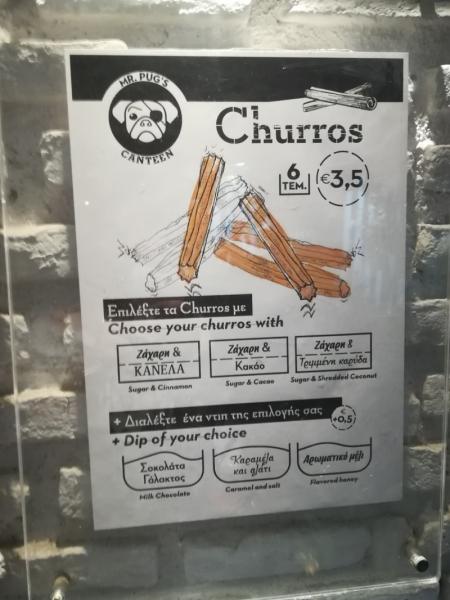 MR. PUG'S
CANTEEN
Churros
6
ΤΕΜ.
€3,5
Επιλέξτε τα Churros με
Choose your churros with
Ζάχαρη &
ΚΑΝΕΛΑ
Sugar & Cinnamon
Ζάχαρη &
Κακάο
Sugar & Cacao
Ζάχαρη &
Τριμμένη καρύδα
Sugar & Shredded Coconut
+ Διαλέξτε ένα ντιπ της επιλογής σας
€
+0,5
+ Dip of your choice
Σοκολάτα
Γάλακτος
Milk Chocolate
Καραμέλα
και αλάτι
Caramel and salt
Αρωματικό μέλι
Flavored honey